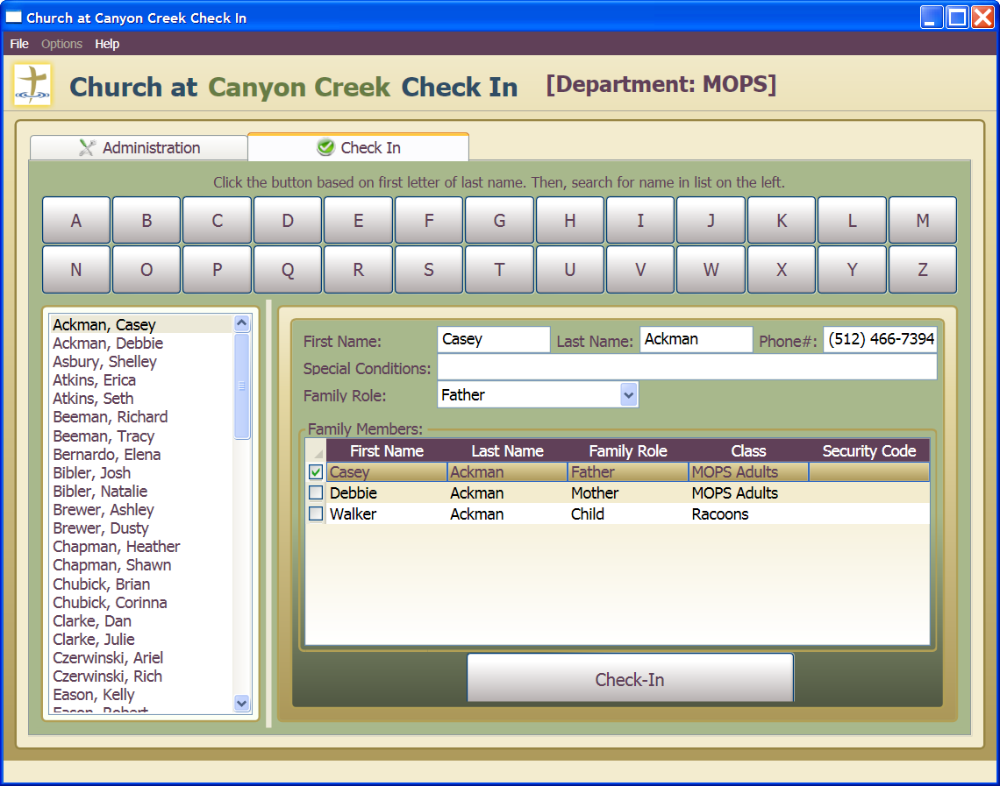 Church at Canyon Creek Check In
File Options Help
Church at Canyon Creek Check In [Department: MOPS]
Administration Check In
Click the button based on first letter of last name. Then, search for name in list on the left.
A B C D E F G H I J K L M
N O P Q R S T U V W X Y Z
Ackman, Casey
Ackman, Debbie
Asbury, Shelley
Atkins, Erica
Atkins, Seth
Beeman, Richard
Beeman, Tracy
Bernardo, Elena
Bibler, Josh
Bibler, Natalie
Brewer, Ashley
Brewer, Dusty
Chapman, Heather
Chapman, Shawn
Chubick, Brian
Chubick, Corinna
Clarke, Dan
Clarke, Julie
Czerwinski, Ariel
Czerwinski, Rich
Eason, Kelly
Eason, Robert
First Name: Casey Last Name: Ackman Phone#: (512) 466-7394
Special Conditions:
Family Role: Father
Family Members:
First Name Last Name Family Role Class Security Code
Casey Ackman Father MOPS Adults
Debbie Ackman Mother MOPS Adults
Walker Ackman Child Racoons
Check-In